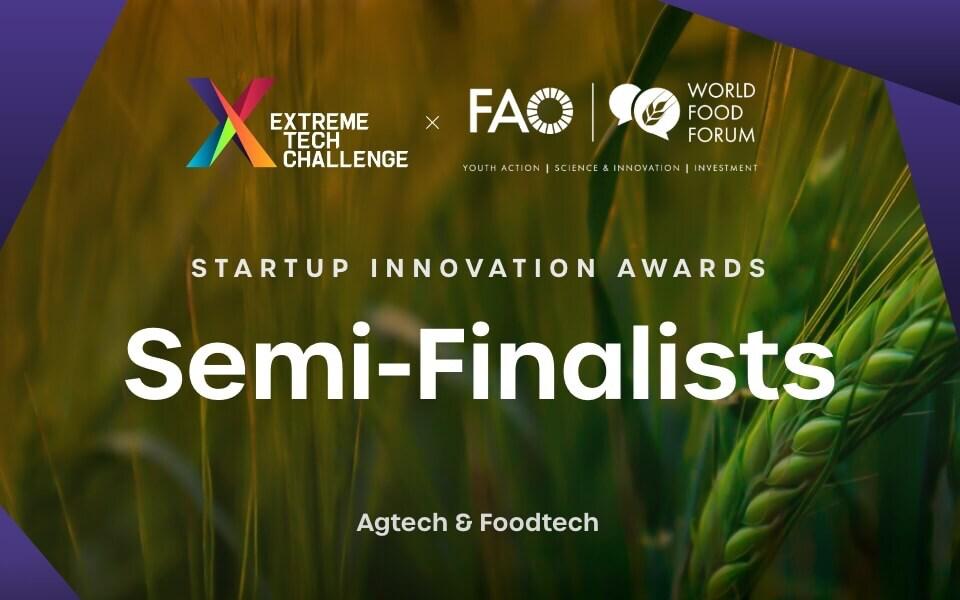 EXTREME
TECH
CHALLENGE
×
FAO
WORLD
FOOD
FORUM
YOUTH ACTION | SCIENCE & INNOVATION | INVESTMENT
STARTUP INNOVATION AWARDS
Semi-Finalists
Agtech & Foodtech